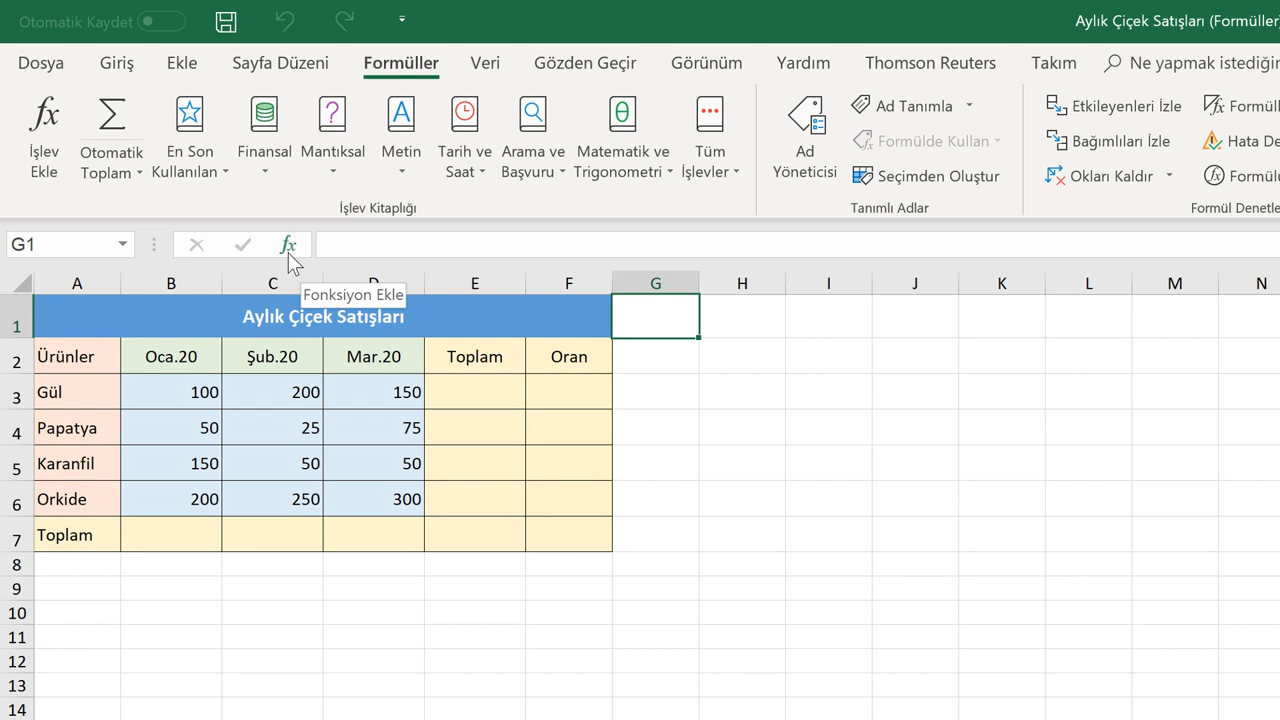 Otomatik Kaydet
Aylık Çiçek Satışları (Formüller
Dosya Giriş Ekle Sayfa Düzeni Formüller Veri Gözden Geçir Görünüm Yardım Thomson Reuters Takım Ne yapmak istediğin
İşlev Ekle
Otomatik Toplam
En Son Kullanılan
Finansal
Mantıksal
Metin
Tarih ve Saat
Arama ve Başvuru
Matematik ve Trigonometri
Tüm İşlevler
İşlev Kitaplığı
Ad Yöneticisi
Ad Tanımla
Formülde Kullan
Seçimden Oluştur
Tanımlı Adlar
Etkileyenleri İzle
Bağımlıları İzle
Okları Kaldır
Formüll
Hata De
Formülü
Formül Denetle
G1 fx
A B C D E F G H I J K L M N
Fonksiyon Ekle
1 Aylık Çiçek Satışları
2 Ürünler Oca.20 Şub.20 Mar.20 Toplam Oran
3 Gül 100 200 150
4 Papatya 50 25 75
5 Karanfil 150 50 50
6 Orkide 200 250 300
7 Toplam
8
9
10
11
12
13
14